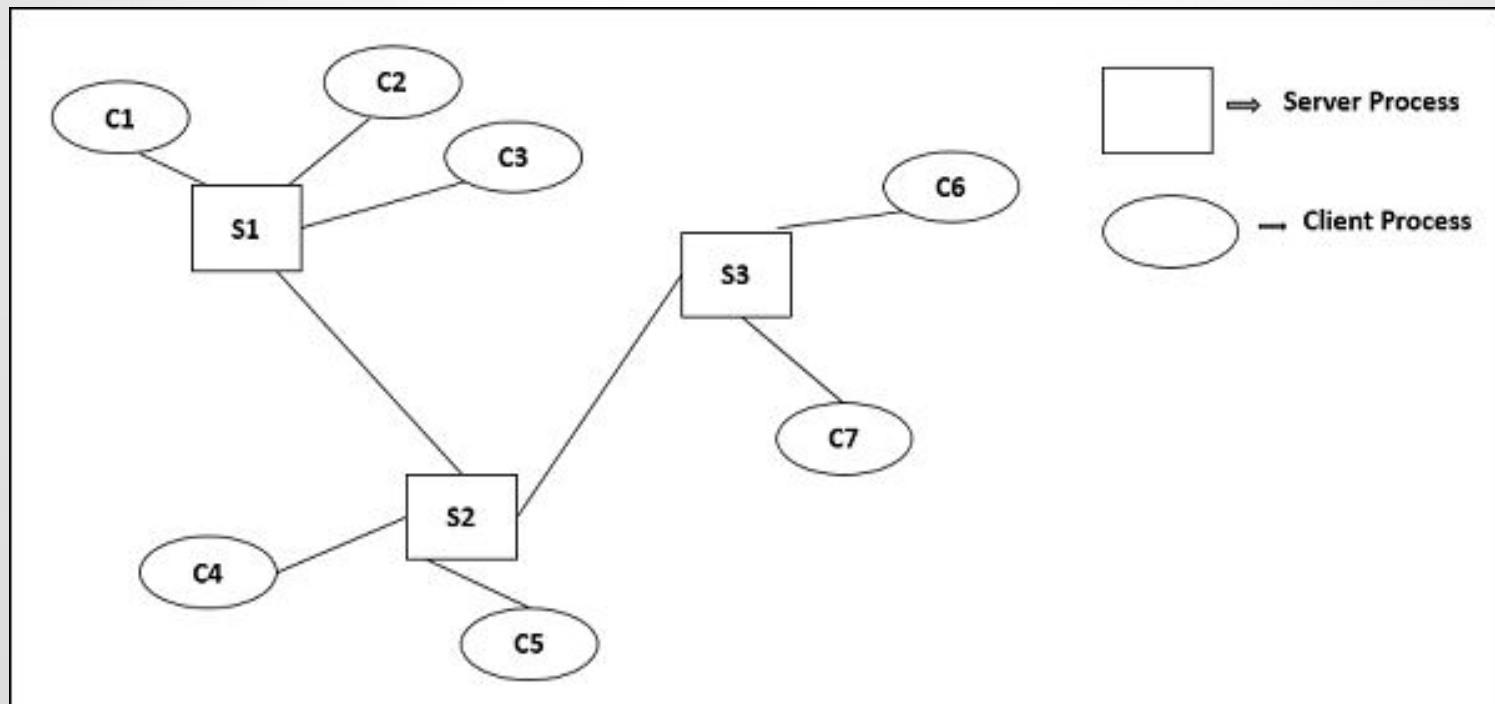 C1
C2
C3
S1
C6
S3
C7
S2
C4
C5
Server Process
Client Process